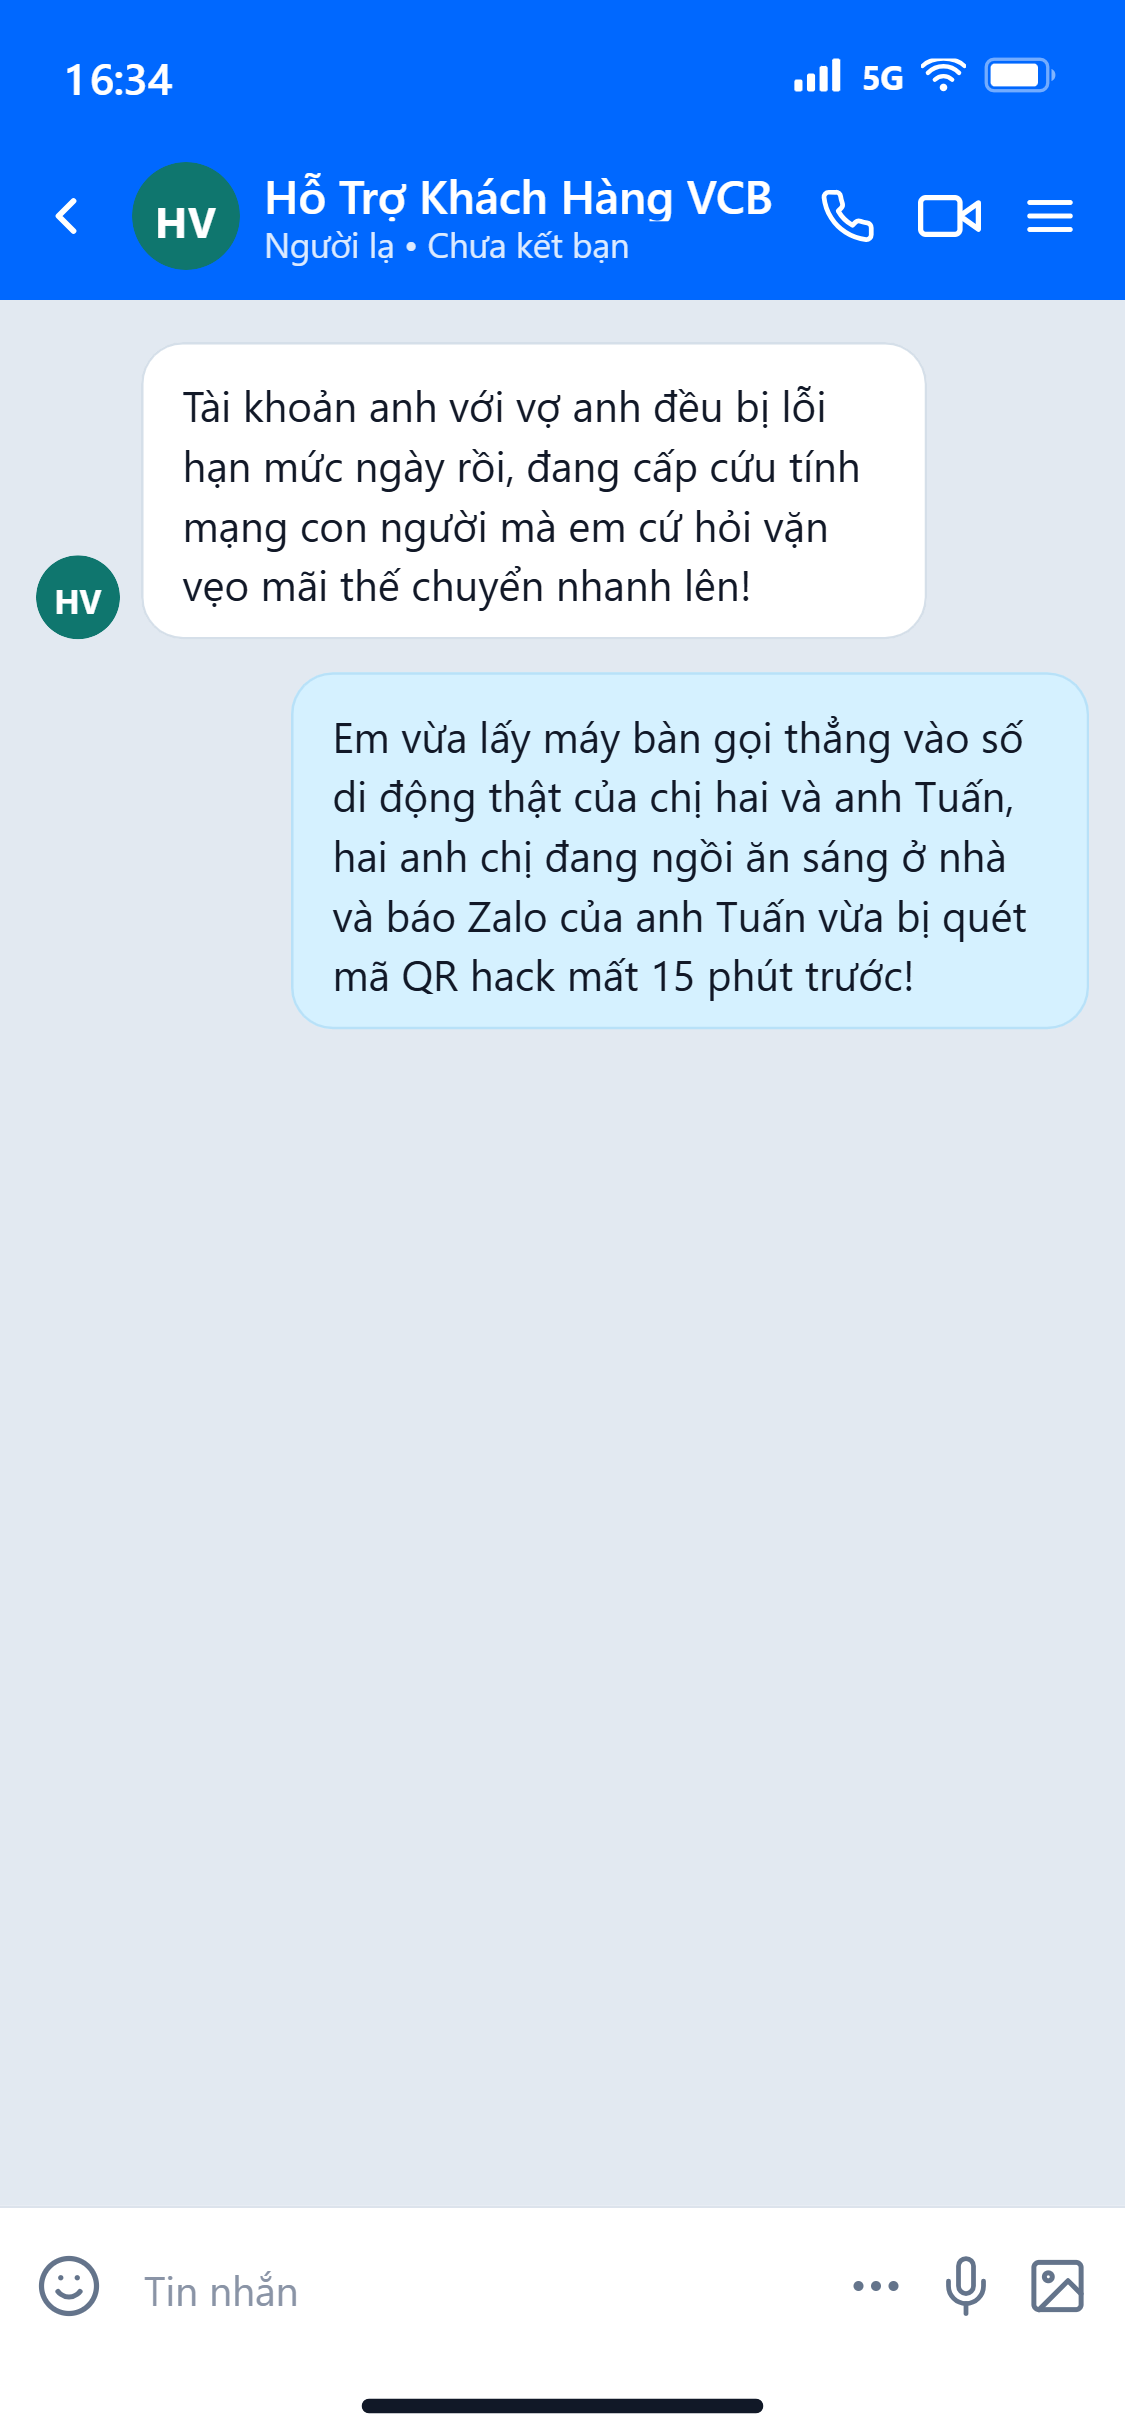 16:34
5G
HV
Hỗ Trợ Khách Hàng VCB
Người lạ • Chưa kết bạn
Tài khoản anh với vợ anh đều bị lỗi
hạn mức ngày rồi, đang cấp cứu tính
mạng con người mà em cứ hỏi vặn
vẹo mãi thế chuyển nhanh lên!
HV
Em vừa lấy máy bàn gọi thẳng vào số
di động thật của chị hai và anh Tuấn,
hai anh chị đang ngồi ăn sáng ở nhà
và báo Zalo của anh Tuấn vừa bị quét
mã QR hack mất 15 phút trước!
Tin nhắn